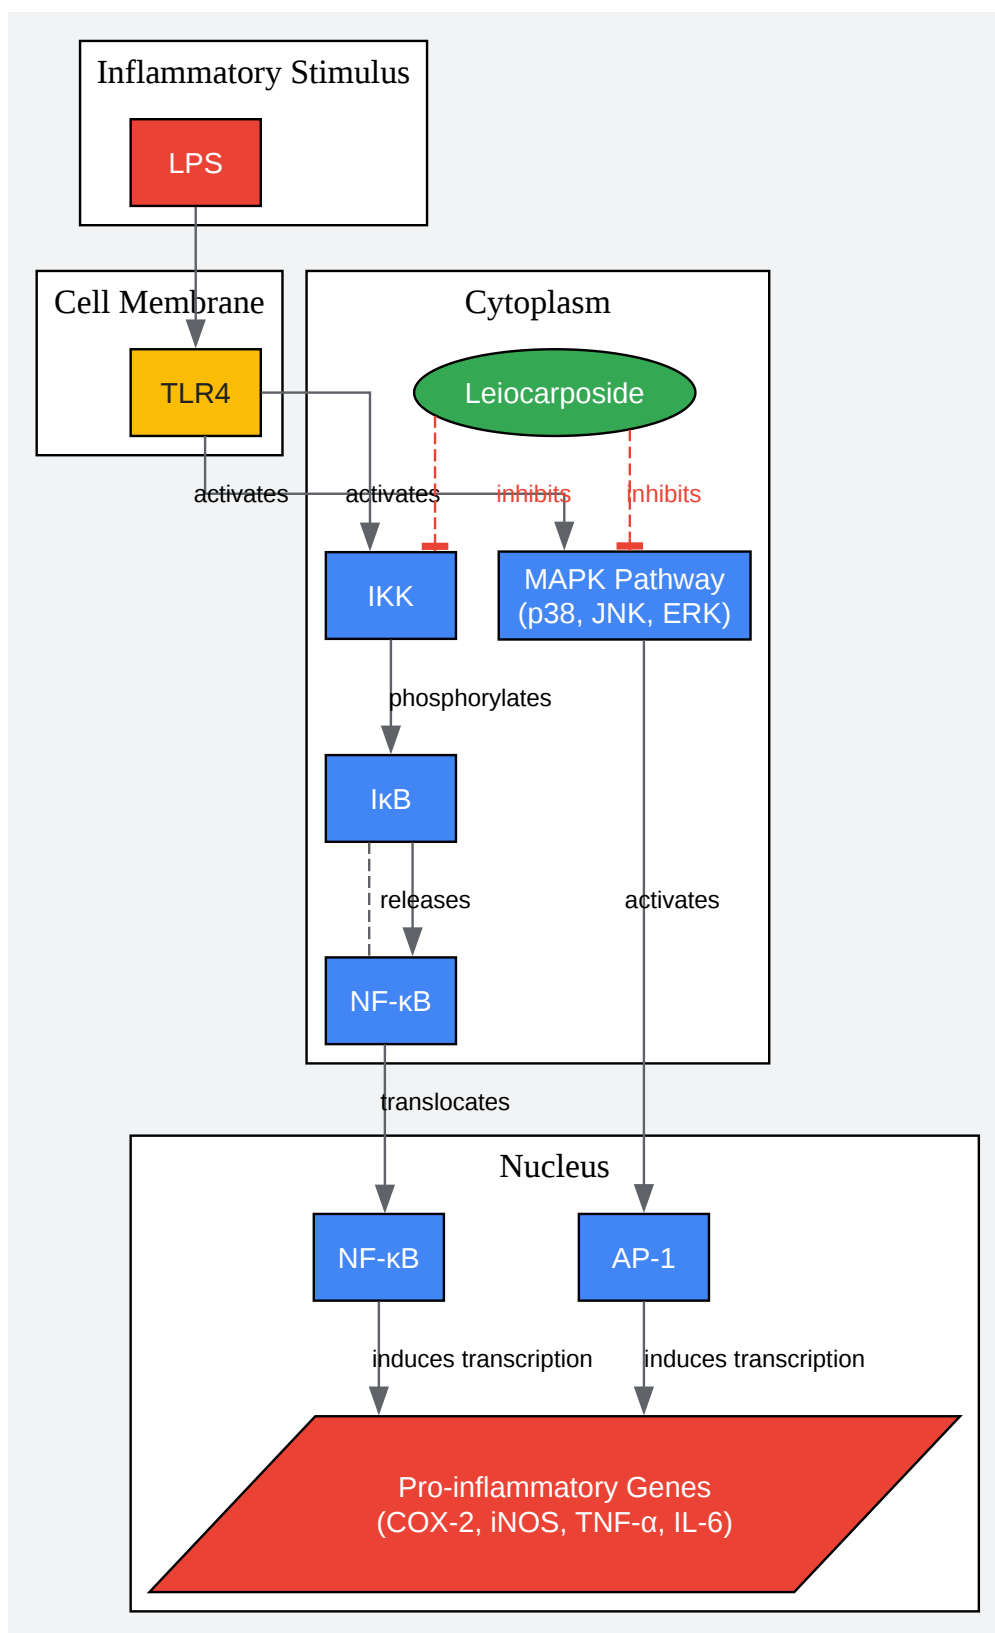 Inflammatory Stimulus
LPS
Cell Membrane
Cytoplasm
TLR4
Leiocarposide
activates
activates
inhibits
inhibits
IKK
MAPK Pathway
(p38, JNK, ERK)
phosphorylates
IκB
releases
activates
NF-κB
translocates
Nucleus
NF-κB
AP-1
induces transcription
induces transcription
Pro-inflammatory Genes
(COX-2, iNOS, TNF-α, IL-6)